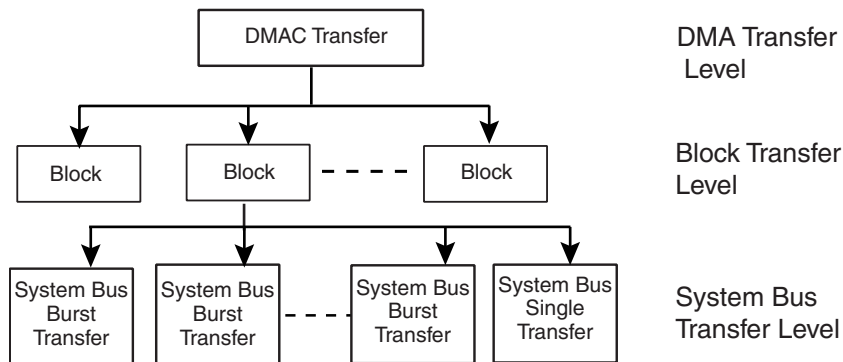 DMAC Transfer
DMA Transfer
Level
Block
Block
Block
Block Transfer
Level
System Bus
Burst
Transfer
System Bus
Burst
Transfer
System Bus
Burst
Transfer
System Bus
Single
Transfer
System Bus
Transfer Level